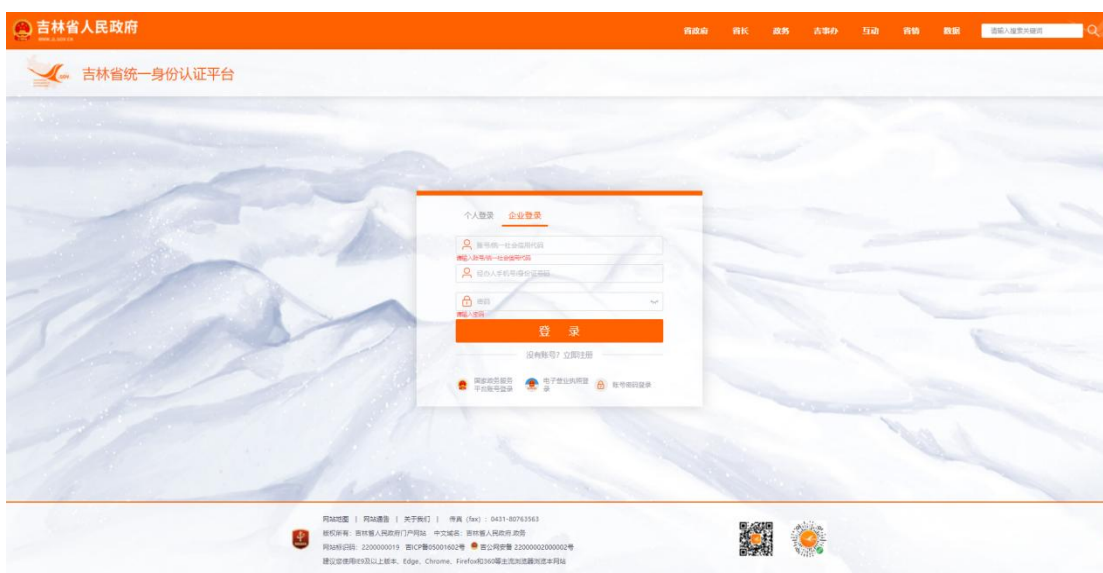 吉林省人民政府
www.jl.gov.cn
省政府 省长 政务 吉事办 互动 省情 数据 请输入搜索关键词
吉林省统一身份认证平台
个人登录 企业登录
账号/统一社会信用代码
请输入账号/统一社会信用代码
经办人手机号/身份证号码
密码
请输入密码
登 录
没有账号? 立即注册
国家政务服务
平台账号登录
电子营业执照登
录
账号密码登录
网站地图 | 网站通告 | 关于我们 | 传真 (fax) : 0431-80763563
版权所有: 吉林省人民政府门户网站 中文域名: 吉林省人民政府.政务
网站标识码: 2200000019 吉ICP备05001602号 吉公网安备 22000002000002号
建议您使用IE9及以上版本、Edge、Chrome、Firefox和360等主流浏览器浏览本网站